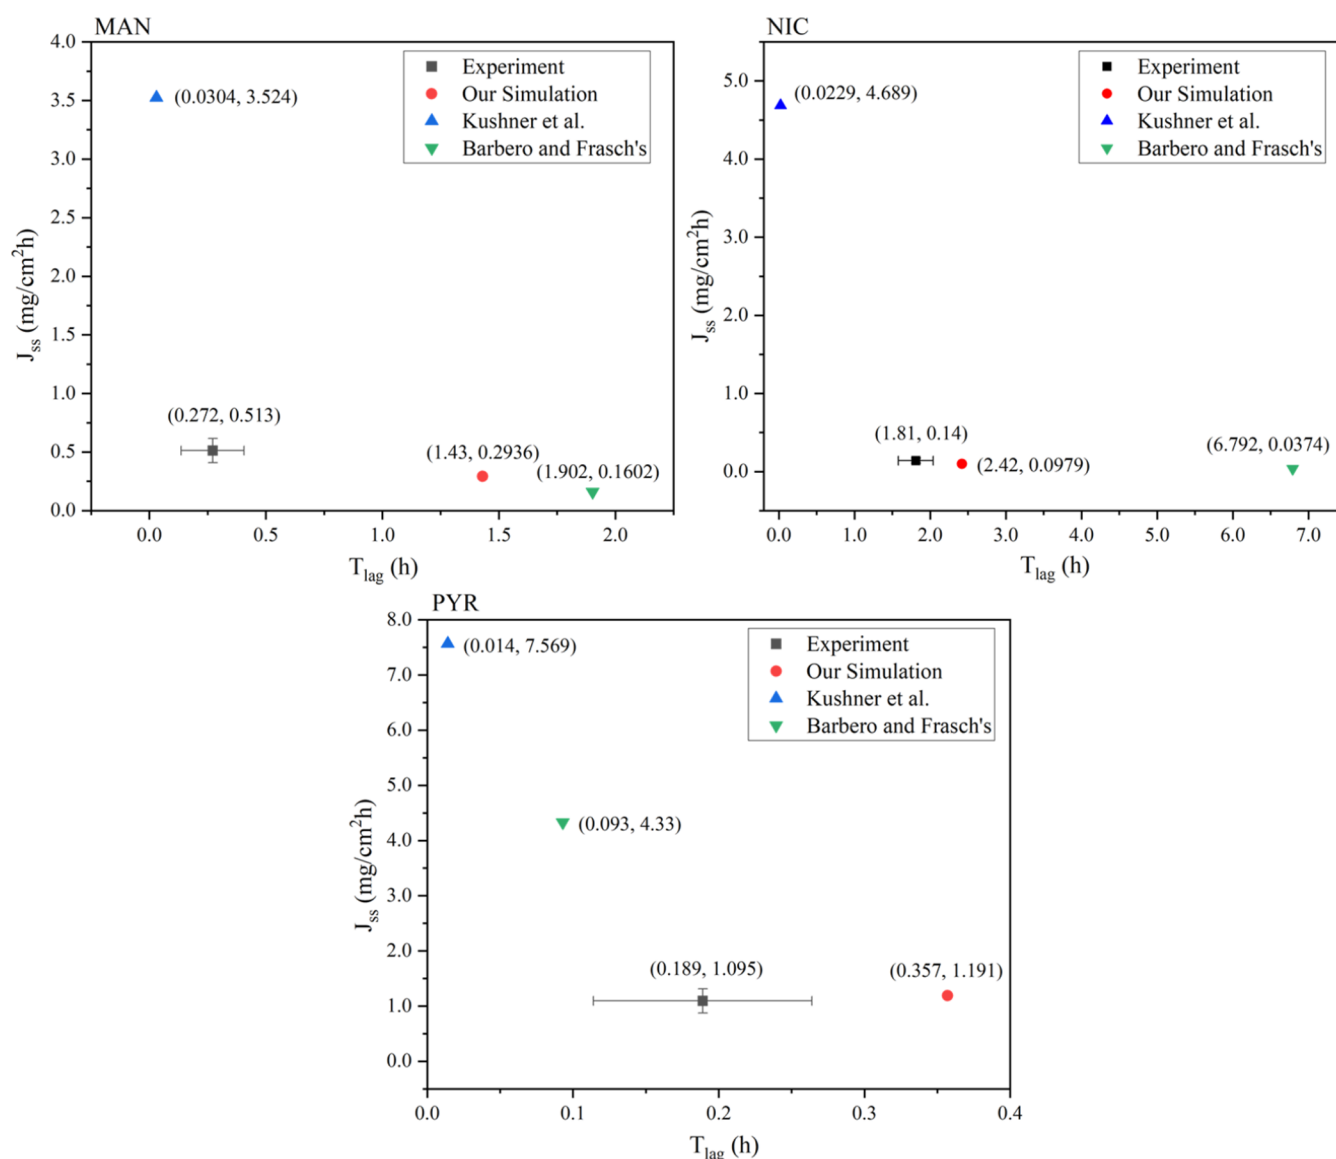 MAN
4.0
3.5
3.0
2.5
2.0
1.5
1.0
0.5
0.0
J_ss (mg/cm²h)
Experiment
Our Simulation
Kushner et al.
Barbero and Frasch's
(0.0304, 3.524)
(0.272, 0.513)
(1.43, 0.2936)
(1.902, 0.1602)
0.0 0.5 1.0 1.5 2.0
T_lag (h)
NIC
5.0
4.0
3.0
2.0
1.0
0.0
J_ss (mg/cm²h)
Experiment
Our Simulation
Kushner et al.
Barbero and Frasch's
(0.0229, 4.689)
(1.81, 0.14)
(2.42, 0.0979)
(6.792, 0.0374)
0.0 1.0 2.0 3.0 4.0 5.0 6.0 7.0
T_lag (h)
PYR
8.0
7.0
6.0
5.0
4.0
3.0
2.0
1.0
0.0
J_ss (mg/cm²h)
Experiment
Our Simulation
Kushner et al.
Barbero and Frasch's
(0.014, 7.569)
(0.093, 4.33)
(0.189, 1.095)
(0.357, 1.191)
0.0 0.1 0.2 0.3 0.4
T_lag (h)